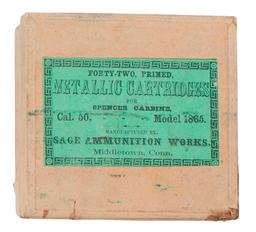 FORTY-TWO, PRIMED,
METALLIC CARTRIDGES
FOR
SPENCER CARBINE,
Cal. 50. Model 1865.
MANUFACTURED BY
SAGE AMMUNITION WORKS,
Middletown, Conn.